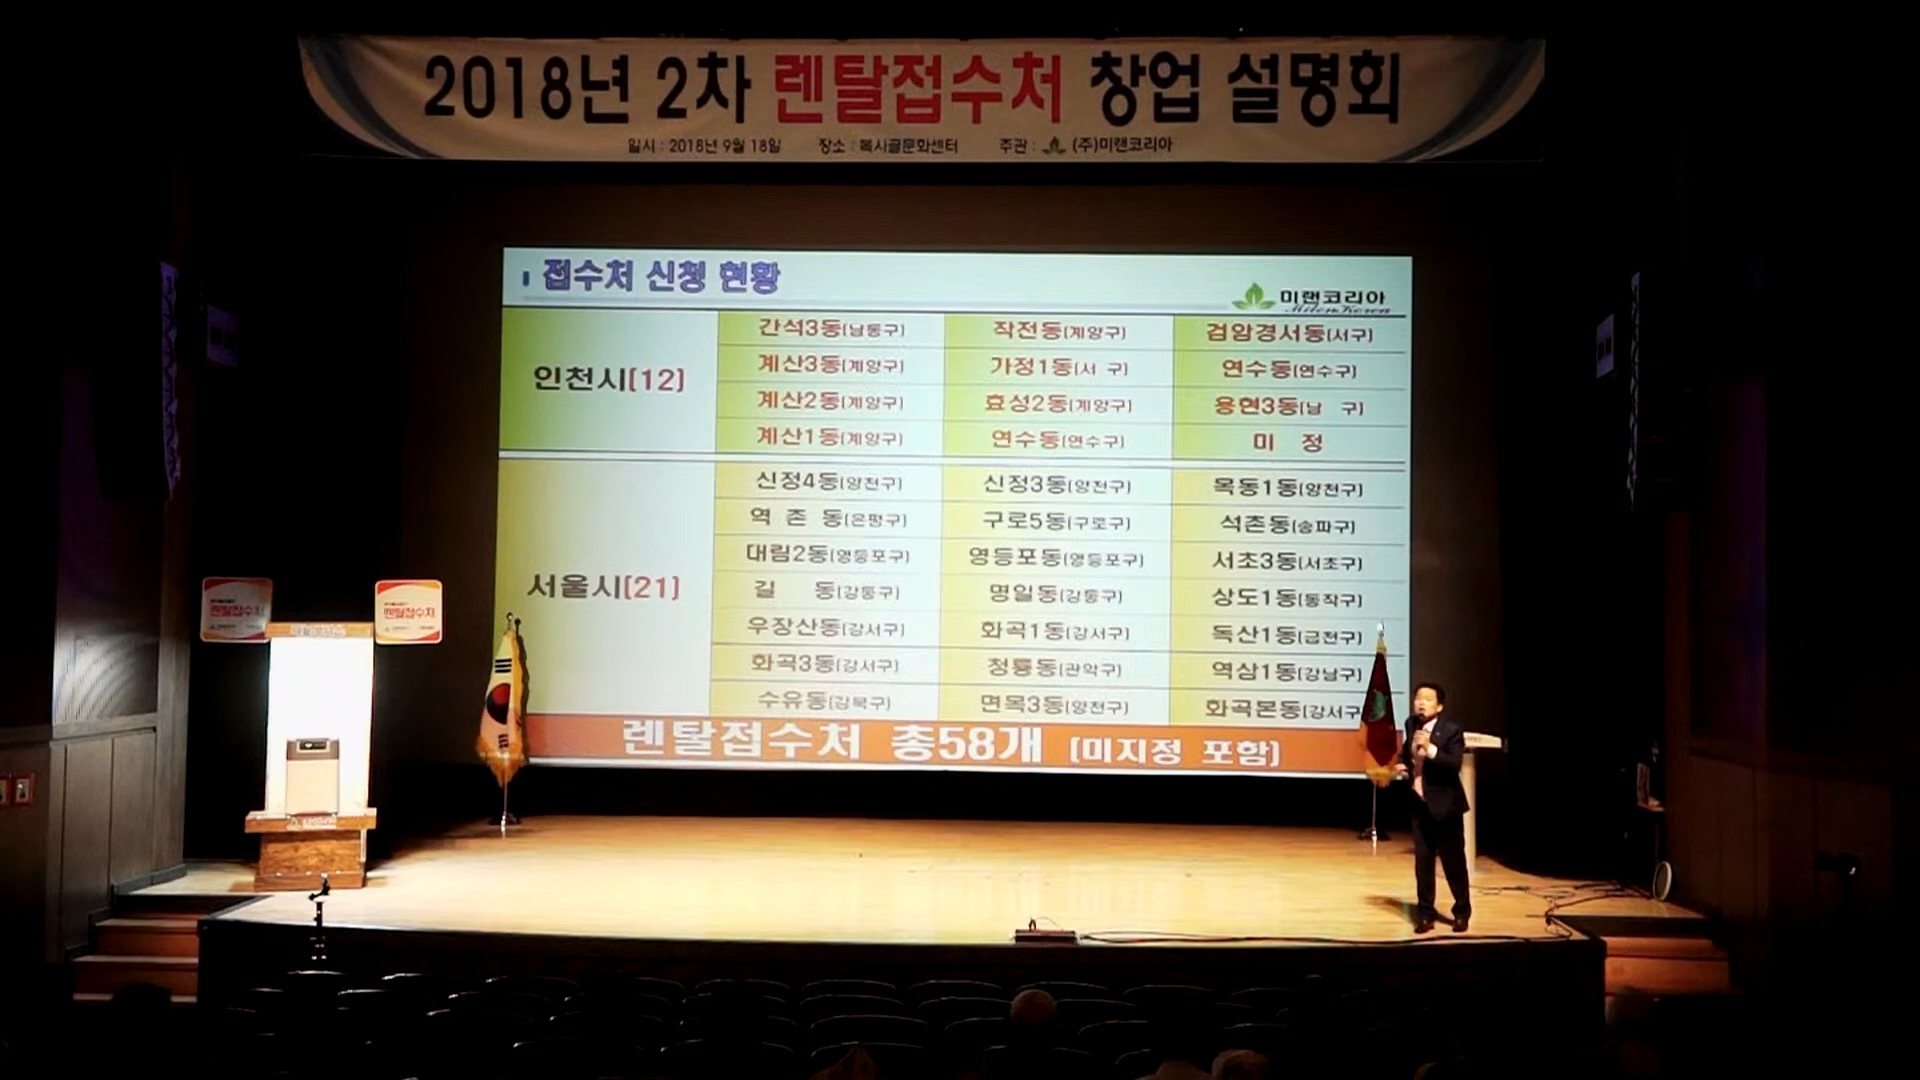 2018년 2차 렌탈접수처 창업 설명회
일시 : 2018년 9월 18일 장소 : 복사골문화센터 주관 : (주)미랜코리아
접수처 신청 현황
미랜코리아
MilenKorea
인천시(12)
간석3동(남동구) 작전동(계양구) 검암경서동(서구)
계산3동(계양구) 가정1동(서 구) 연수동(연수구)
계산2동(계양구) 효성2동(계양구) 용현3동(남 구)
계산1동(계양구) 연수동(연수구) 미 정
서울시(21)
신정4동(양천구) 신정3동(양천구) 목동1동(양천구)
역 촌 동(은평구) 구로5동(구로구) 석촌동(송파구)
대림2동(영등포구) 영등포동(영등포구) 서초3동(서초구)
길 동(강동구) 명일동(강동구) 상도1동(동작구)
우장산동(강서구) 화곡1동(강서구) 독산1동(금천구)
화곡3동(강서구) 청룡동(관악구) 역삼1동(강남구)
수유동(강북구) 면목3동(양천구) 화곡본동(강서구
렌탈접수처 총58개 (미지정 포함)
렌탈접수처
렌탈접수처